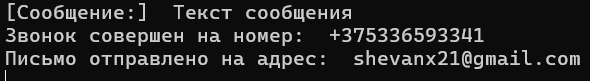 [Сообщение:]  Текст сообщения
Звонок совершен на номер:  +375336593341
Письмо отправлено на адрес:  shevanx21@gmail.com